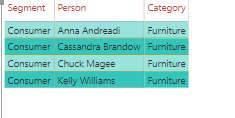 Segment Person Category
Consumer Anna Andreadi Furniture
Consumer Cassandra Brandow Furniture
Consumer Chuck Magee Furniture
Consumer Kelly Williams Furniture